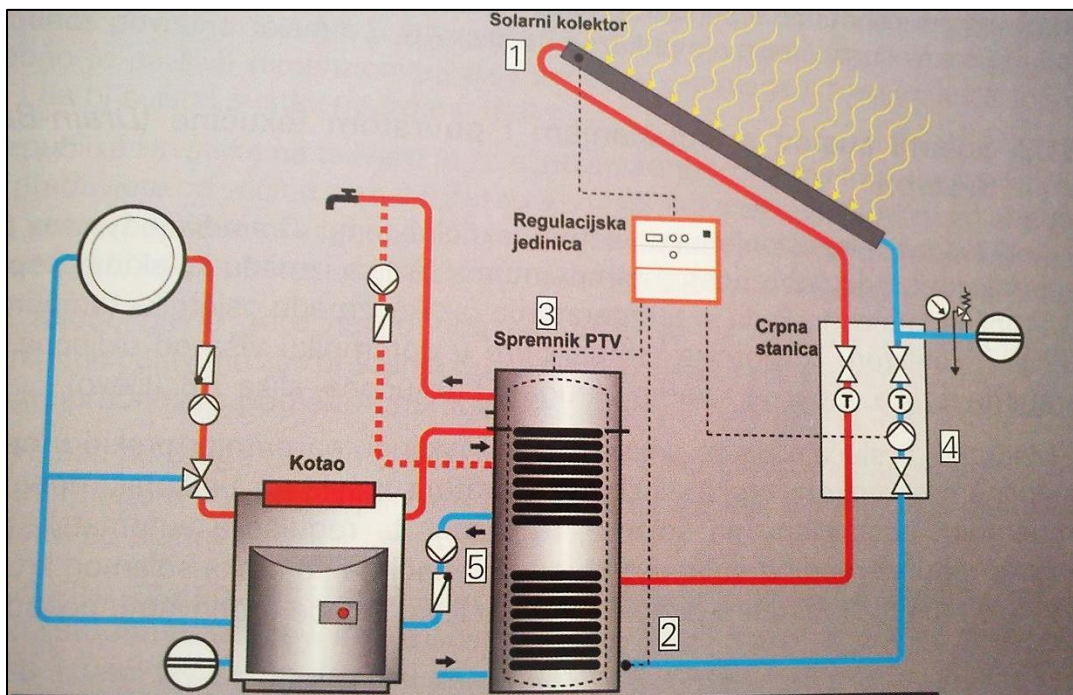 Solarni kolektor
1
Regulacijska
jedinica
3
Spremnik PTV
Crpna
stanica
T
T
4
Kotao
5
2